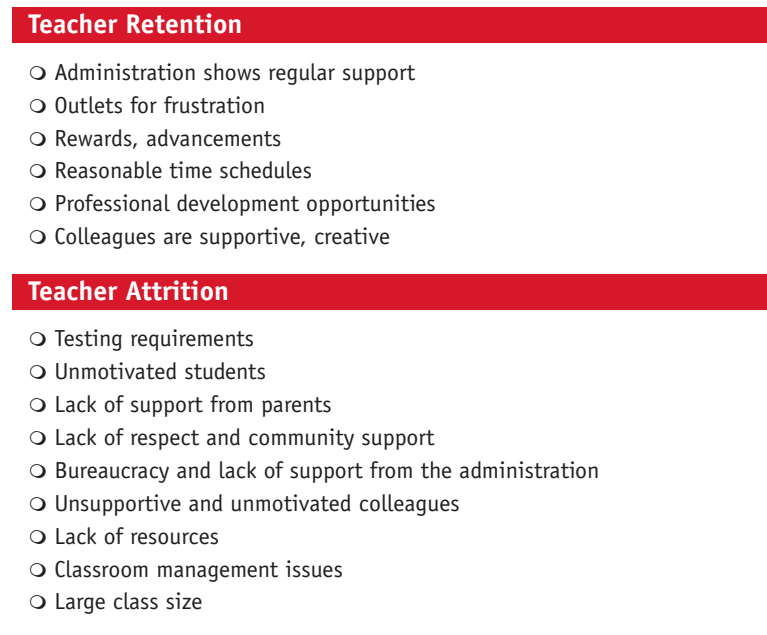 Teacher Retention
❍ Administration shows regular support
❍ Outlets for frustration
❍ Rewards, advancements
❍ Reasonable time schedules
❍ Professional development opportunities
❍ Colleagues are supportive, creative
Teacher Attrition
❍ Testing requirements
❍ Unmotivated students
❍ Lack of support from parents
❍ Lack of respect and community support
❍ Bureaucracy and lack of support from the administration
❍ Unsupportive and unmotivated colleagues
❍ Lack of resources
❍ Classroom management issues
❍ Large class size